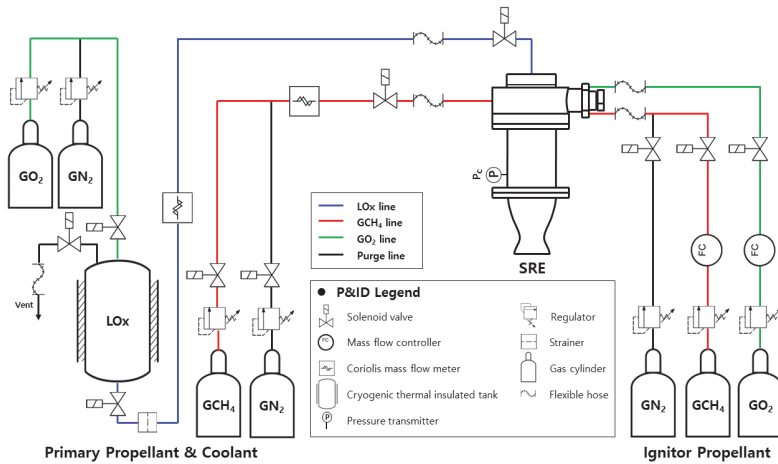 GO₂
GN₂
Vent
LOx
GCH₄
GN₂
Primary Propellant & Coolant
LOx line
GCH₄ line
GO₂ line
Purge line
P_C
P
SRE
● P&ID Legend
Solenoid valve
FC
Mass flow controller
Coriolis mass flow meter
Cryogenic thermal insulated tank
P
Pressure transmitter
Regulator
Strainer
Gas cylinder
Flexible hose
FC
FC
GN₂
GCH₄
GO₂
Ignitor Propellant